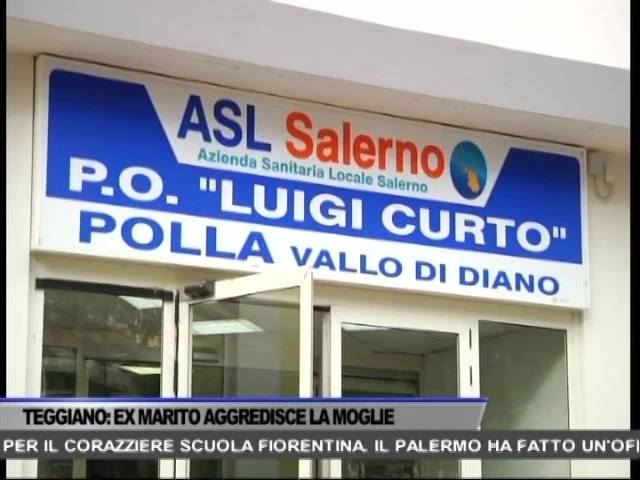 ASL Salerno
Azienda Sanitaria Locale Salerno
P.O. "LUIGI CURTO"
POLLA VALLO DI DIANO
TEGGIANO: EX MARITO AGGREDISCE LA MOGLIE
PER IL CORAZZIERE SCUOLA FIORENTINA. IL PALERMO HA FATTO UN'OFI